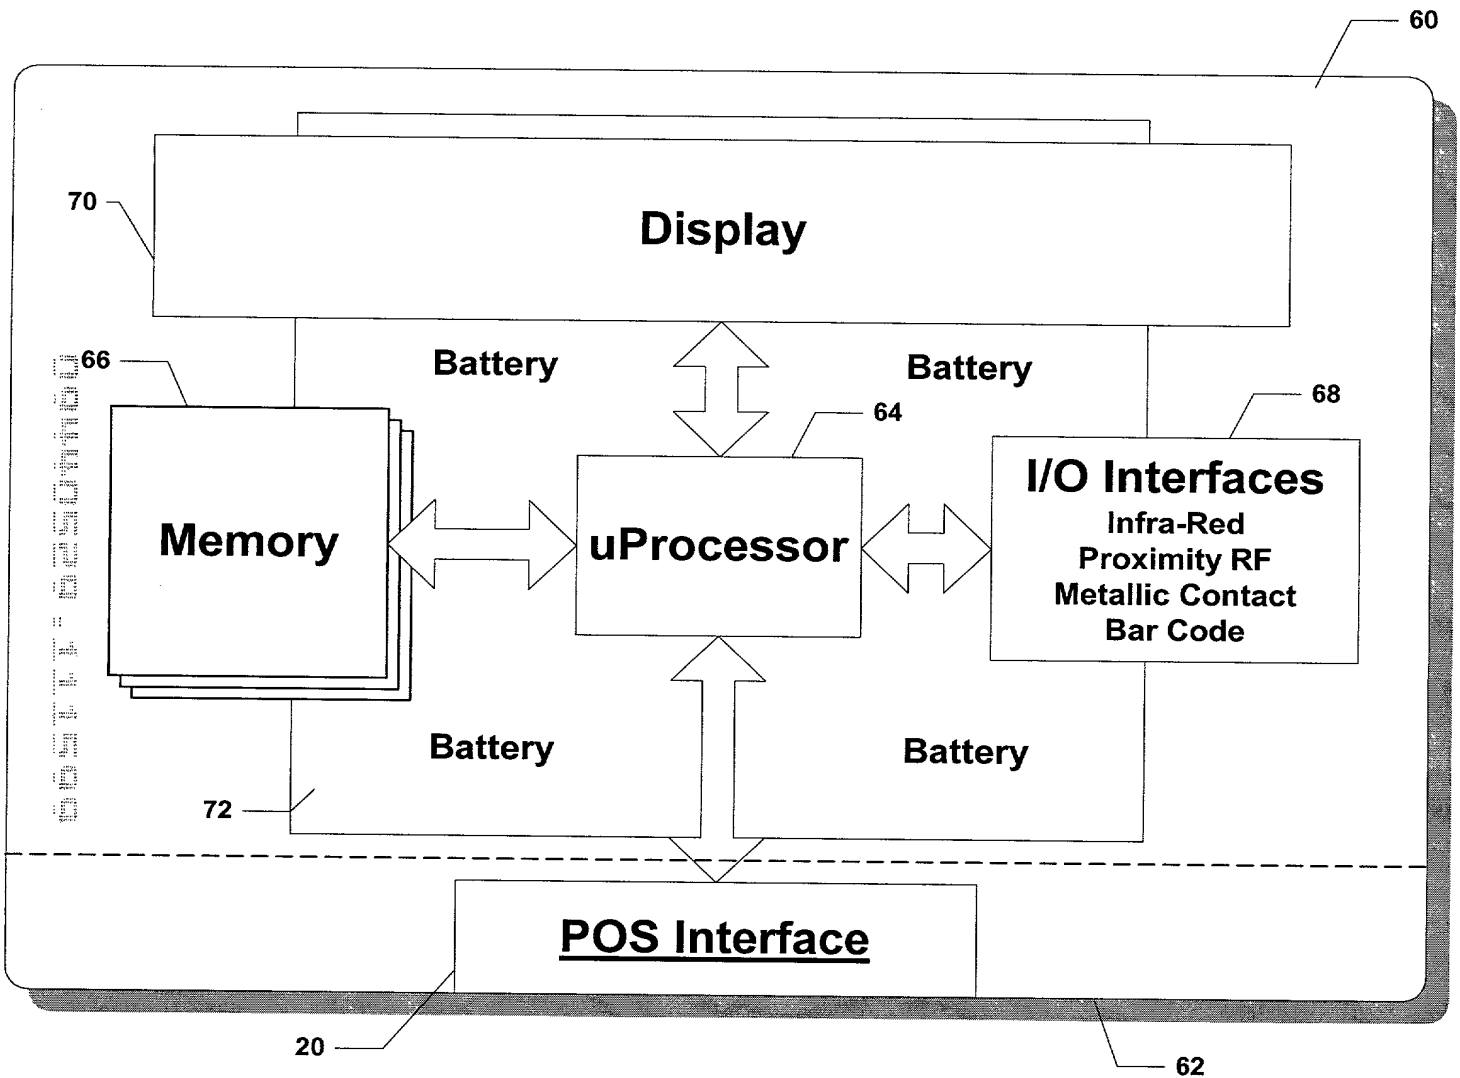 60
70
Display
66
Battery
Battery
64
68
I/O Interfaces
Infra-Red
Proximity RF
Metallic Contact
Bar Code
Memory
uProcessor
Battery
Battery
72
POS Interface
20
62